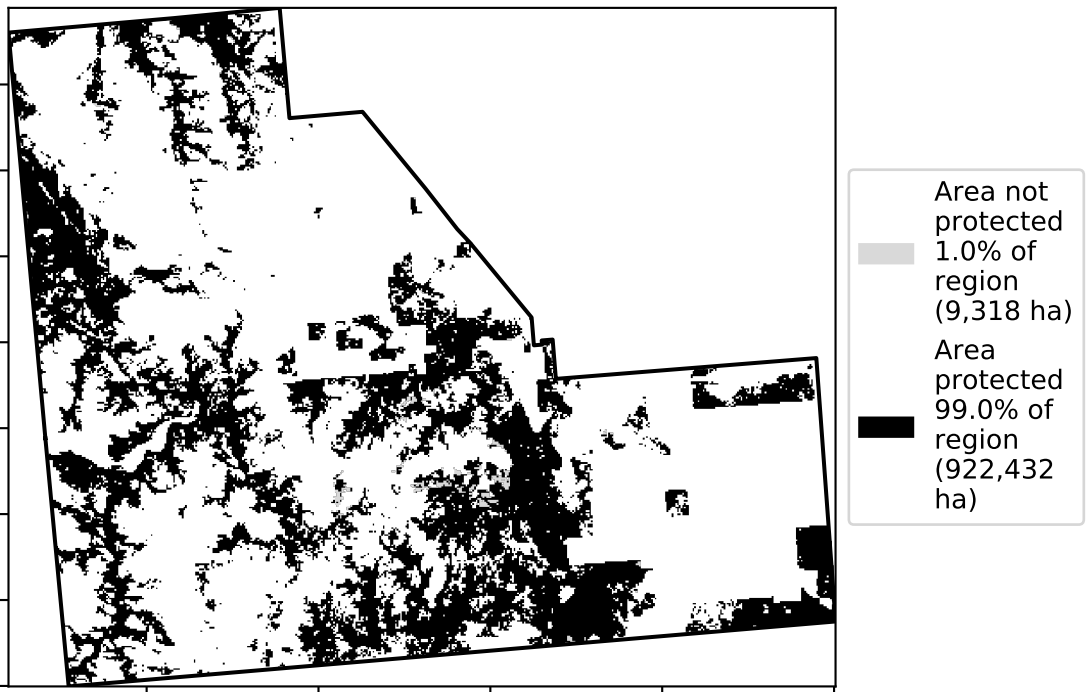 Area not
protected
1.0% of
region
(9,318 ha)
Area
protected
99.0% of
region
(922,432
ha)